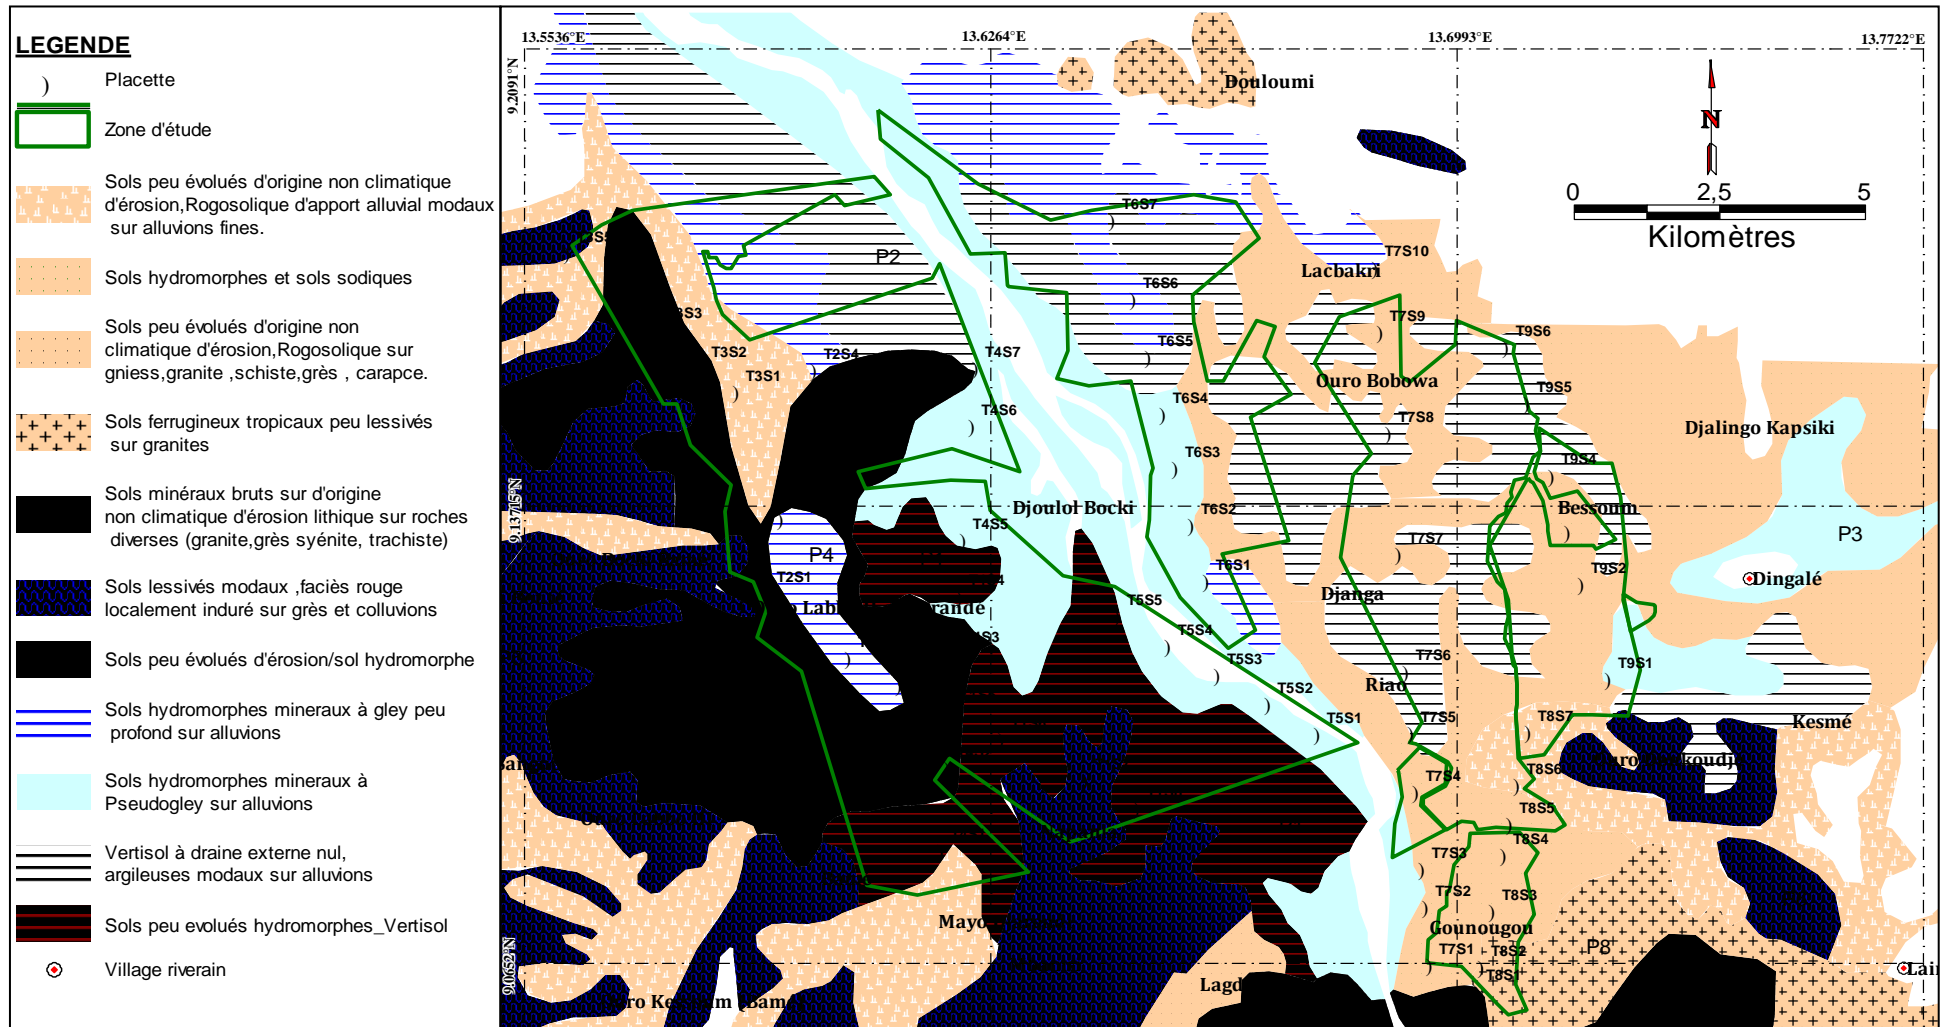 LEGENDE
Placette
Zone d'étude
Sols peu évolués d'origine non climatique
d'érosion,Rogosolique d'apport alluvial modaux
sur alluvions fines.
Sols hydromorphes et sols sodiques
Sols peu évolués d'origine non
climatique d'érosion,Rogosolique sur
gniess,granite ,schiste,grès , carapce.
Sols ferrugineux tropicaux peu lessivés
sur granites
Sols minéraux bruts sur d'origine
non climatique d'érosion lithique sur roches
diverses (granite,grès syénite, trachiste)
Sols lessivés modaux ,faciès rouge
localement induré sur grès et colluvions
Sols peu évolués d'érosion/sol hydromorphe
Sols hydromorphes mineraux à gley peu
profond sur alluvions
Sols hydromorphes mineraux à
Pseudogley sur alluvions
Vertisol à draine externe nul,
argileuses modaux sur alluvions
Sols peu evolués hydromorphes_Vertisol
Village riverain
13.5536°E
13.6264°E
13.6993°E
13.7722°E
9.2091°N
9.13715°N
9.0652°N
N
0
2,5
5
Kilomètres
Douloumi
T6S7
P2
T7S10
Lacbakri
T6S6
T7S9
T9S6
T6S5
T3S2
T2S4
T4S7
T3S1
Ouro Bobowa
T9S5
T6S4
T4S6
T7S8
Djalingo Kapsiki
T6S3
T9S4
Djoulol Bocki
T6S2
Bessoum
T4S5
P3
T7S7
P4
T6S1
T9S2
T2S1
Dingalé
Djanga
T5S5
T5S4
T5S3
T7S6
T9S1
Riao
T5S2
T5S1
T7S5
T8S7
Kesmé
T7S4
T8S6
T8S5
T8S4
T7S3
T7S2
T8S3
Gounougou
T7S1
T8S2
P8
T8S1